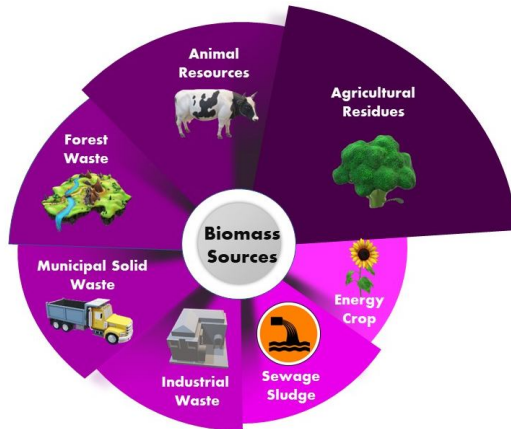 Animal
Resources
Agricultural
Residues
Forest
Waste
Biomass
Sources
Municipal Solid
Waste
Energy
Crop
Industrial
Waste
Sewage
Sludge